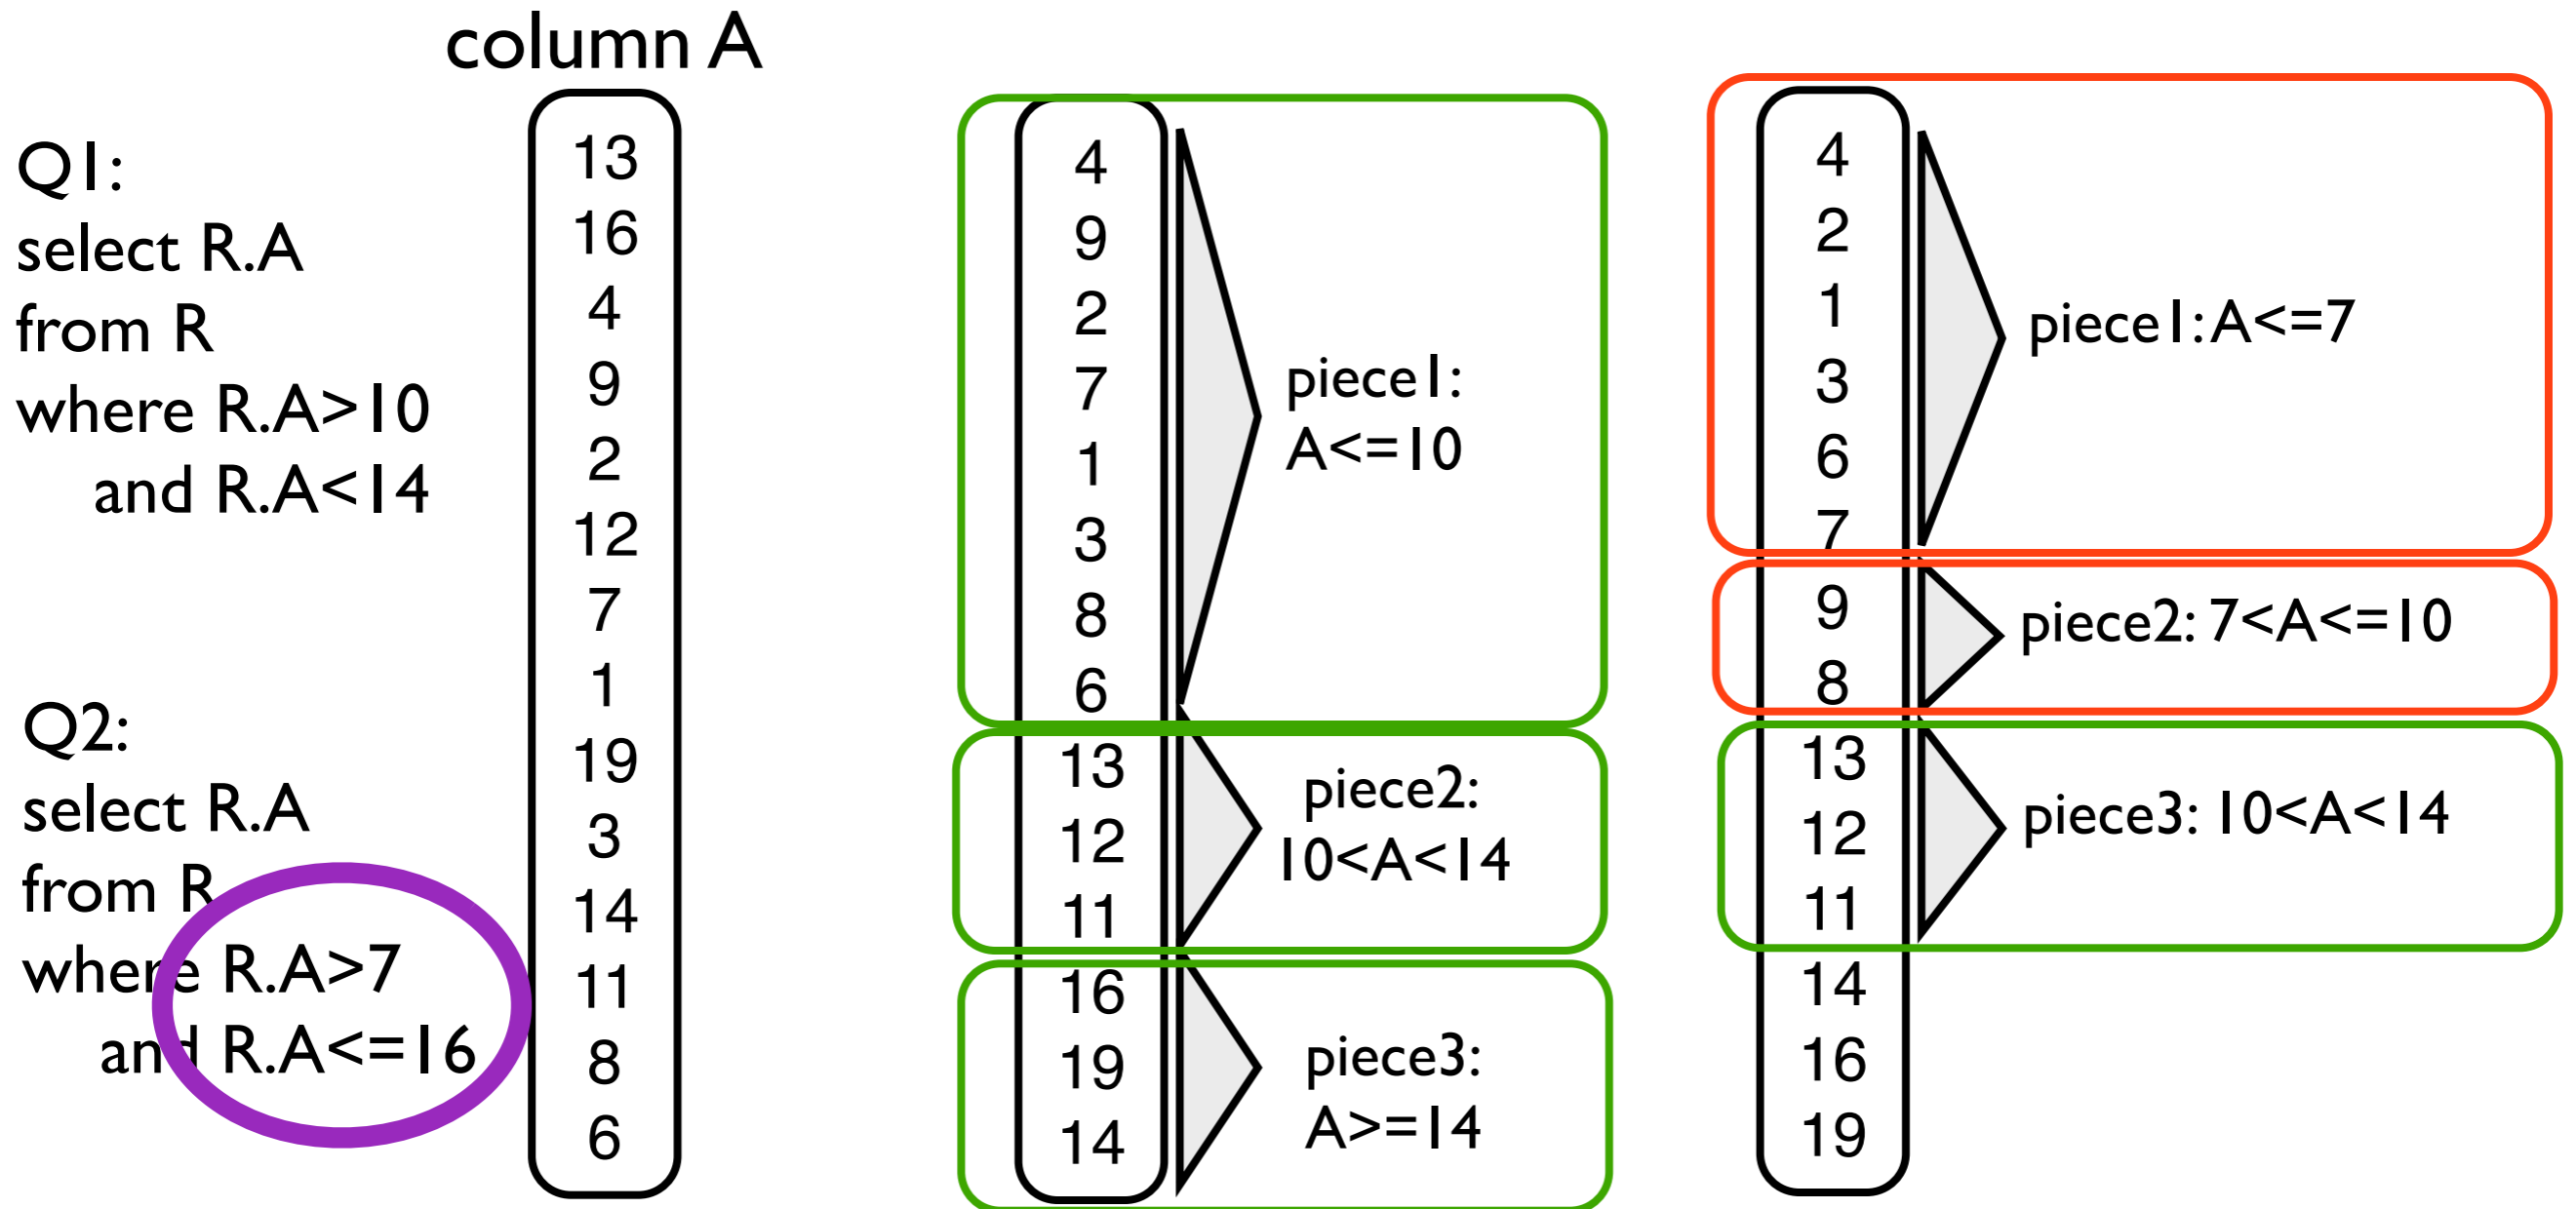 column A
Q1:
select R.A
from R
where R.A>10
and R.A<14
Q2:
select R.A
from R
where R.A>7
and R.A<=16
13
16
4
9
2
12
7
1
19
3
14
11
8
6
4
9
2
7
1
3
8
6
13
12
11
16
19
14
piece1:
A<=10
piece2:
10<A<14
piece3:
A>=14
4
2
1
3
6
7
9
8
13
12
11
14
16
19
piece1: A<=7
piece2: 7<A<=10
piece3: 10<A<14